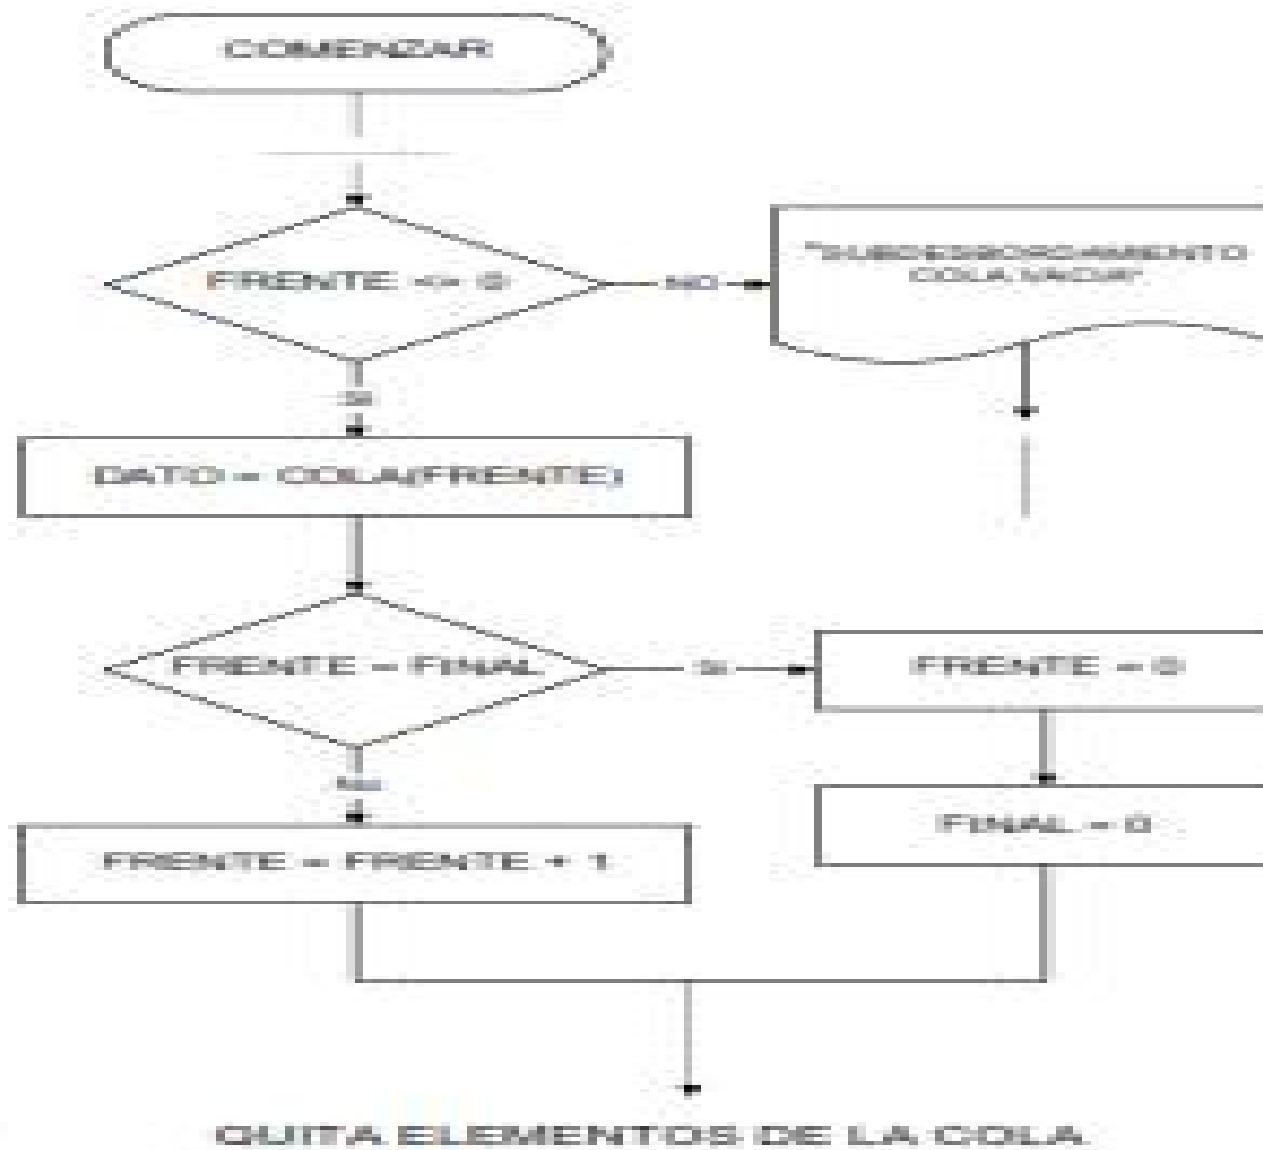 COMENZAR
FRENTE <> 0
NO
"SUBDESBORDAMIENTO
COLA VACIA"
SI
DATO = COLA(FRENTE)
FRENTE = FINAL
SI
FRENTE = 0
No
FINAL = 0
FRENTE = FRENTE + 1
QUITA ELEMENTOS DE LA COLA